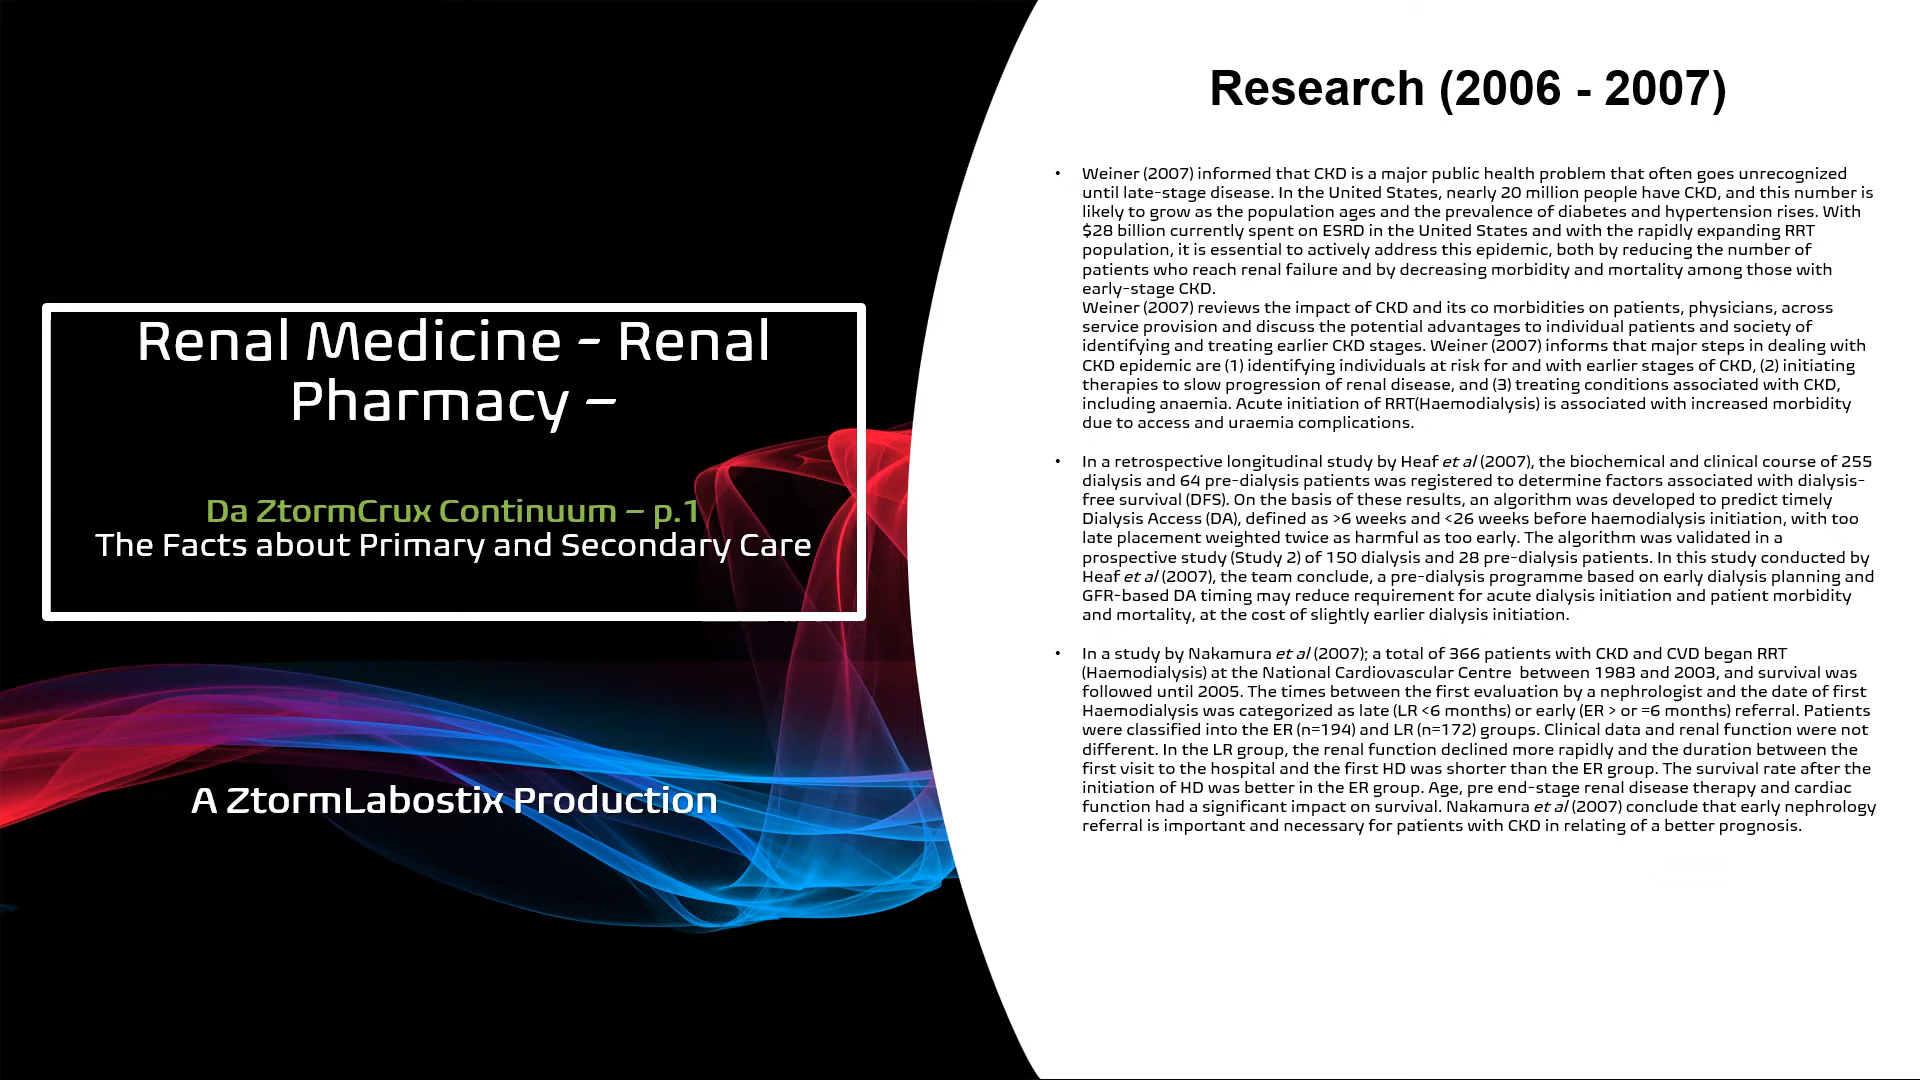 Renal Medicine - Renal
Pharmacy –
Da ZtormCrux Continuum – p.1
The Facts about Primary and Secondary Care
A ZtormLabostix Production
Research (2006 - 2007)
• Weiner (2007) informed that CKD is a major public health problem that often goes unrecognized
until late-stage disease. In the United States, nearly 20 million people have CKD, and this number is
likely to grow as the population ages and the prevalence of diabetes and hypertension rises. With
$28 billion currently spent on ESRD in the United States and with the rapidly expanding RRT
population, it is essential to actively address this epidemic, both by reducing the number of
patients who reach renal failure and by decreasing morbidity and mortality among those with
early-stage CKD.
Weiner (2007) reviews the impact of CKD and its co morbidities on patients, physicians, across
service provision and discuss the potential advantages to individual patients and society of
identifying and treating earlier CKD stages. Weiner (2007) informs that major steps in dealing with
CKD epidemic are (1) identifying individuals at risk for and with earlier stages of CKD, (2) initiating
therapies to slow progression of renal disease, and (3) treating conditions associated with CKD,
including anaemia. Acute initiation of RRT(Haemodialysis) is associated with increased morbidity
due to access and uraemia complications.
• In a retrospective longitudinal study by Heaf et al (2007), the biochemical and clinical course of 255
dialysis and 64 pre-dialysis patients was registered to determine factors associated with dialysis-
free survival (DFS). On the basis of these results, an algorithm was developed to predict timely
Dialysis Access (DA), defined as >6 weeks and <26 weeks before haemodialysis initiation, with too
late placement weighted twice as harmful as too early. The algorithm was validated in a
prospective study (Study 2) of 150 dialysis and 28 pre-dialysis patients. In this study conducted by
Heaf et al (2007), the team conclude, a pre-dialysis programme based on early dialysis planning and
GFR-based DA timing may reduce requirement for acute dialysis initiation and patient morbidity
and mortality, at the cost of slightly earlier dialysis initiation.
• In a study by Nakamura et al (2007); a total of 366 patients with CKD and CVD began RRT
(Haemodialysis) at the National Cardiovascular Centre between 1983 and 2003, and survival was
followed until 2005. The times between the first evaluation by a nephrologist and the date of first
Haemodialysis was categorized as late (LR <6 months) or early (ER > or =6 months) referral. Patients
were classified into the ER (n=194) and LR (n=172) groups. Clinical data and renal function were not
different. In the LR group, the renal function declined more rapidly and the duration between the
first visit to the hospital and the first HD was shorter than the ER group. The survival rate after the
initiation of HD was better in the ER group. Age, pre end-stage renal disease therapy and cardiac
function had a significant impact on survival. Nakamura et al (2007) conclude that early nephrology
referral is important and necessary for patients with CKD in relating of a better prognosis.